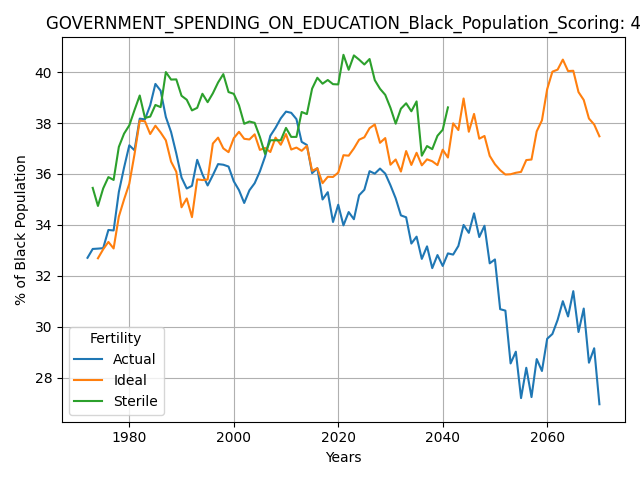 GOVERNMENT_SPENDING_ON_EDUCATION_Black_Population_Scoring: 4
40
38
36
34
32
30
28
% of Black Population
Fertility
Actual
Ideal
Sterile
1980
2000
2020
2040
2060
Years